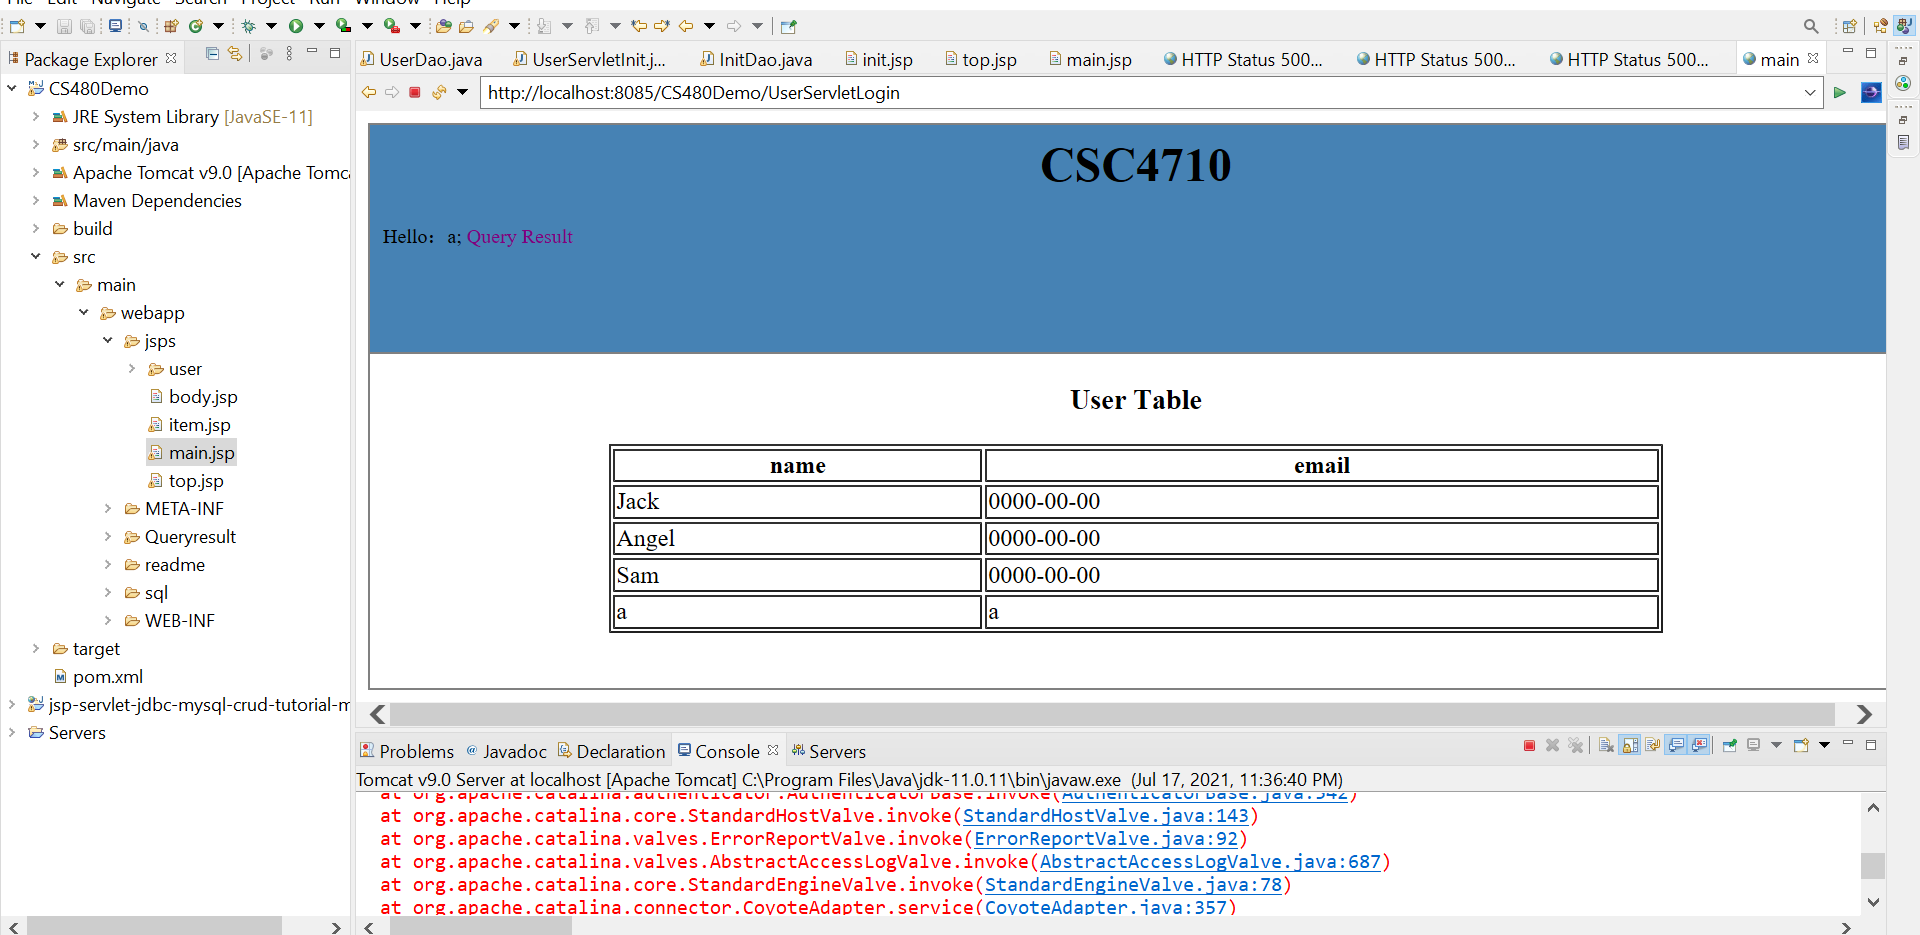 File Edit Navigate Search Project Run Window Help
Package Explorer
UserDao.java UserServletInit.j... InitDao.java init.jsp top.jsp main.jsp HTTP Status 500... HTTP Status 500... HTTP Status 500... main
http://localhost:8085/CS480Demo/UserServletLogin
CS480Demo
JRE System Library [JavaSE-11]
src/main/java
Apache Tomcat v9.0 [Apache Tomc
Maven Dependencies
build
src
main
webapp
jsps
user
body.jsp
item.jsp
main.jsp
top.jsp
META-INF
Queryresult
readme
sql
WEB-INF
target
pom.xml
jsp-servlet-jdbc-mysql-crud-tutorial-m
Servers
CSC4710
Hello：a; Query Result
User Table
name email
Jack 0000-00-00
Angel 0000-00-00
Sam 0000-00-00
a a
Problems Javadoc Declaration Console Servers
Tomcat v9.0 Server at localhost [Apache Tomcat] C:\Program Files\Java\jdk-11.0.11\bin\javaw.exe (Jul 17, 2021, 11:36:40 PM)
at org.apache.catalina.authenticator.AuthenticatorBase.invoke(AuthenticatorBase.java:542)
at org.apache.catalina.core.StandardHostValve.invoke(StandardHostValve.java:143)
at org.apache.catalina.valves.ErrorReportValve.invoke(ErrorReportValve.java:92)
at org.apache.catalina.valves.AbstractAccessLogValve.invoke(AbstractAccessLogValve.java:687)
at org.apache.catalina.core.StandardEngineValve.invoke(StandardEngineValve.java:78)
at org.apache.catalina.connector.CoyoteAdapter.service(CoyoteAdapter.java:357)